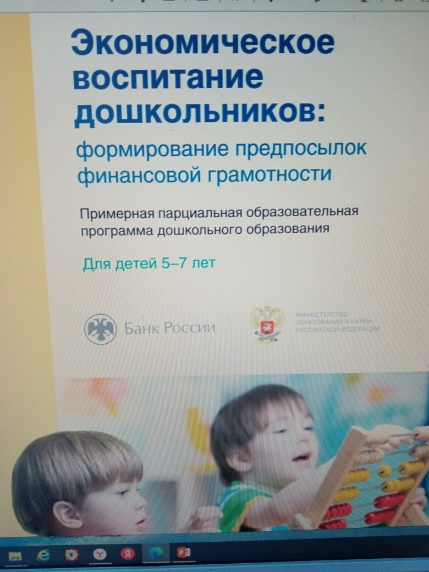 Экономическое
воспитание
дошкольников:
формирование предпосылок
финансовой грамотности
Примерная парциальная образовательная
программа дошкольного образования
Для детей 5–7 лет
Банк России
МИНИСТЕРСТВО
ОБРАЗОВАНИЯ И НАУКИ
РОССИЙСКОЙ ФЕДЕРАЦИИ